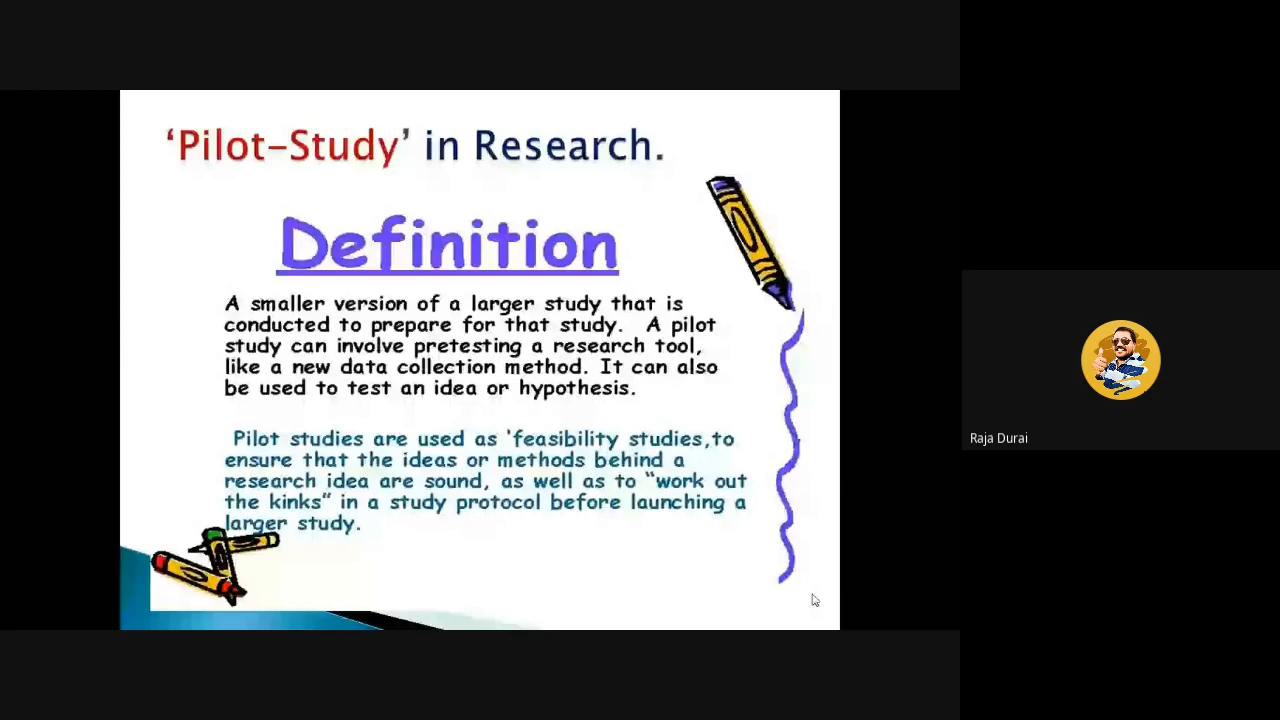 ‘Pilot-Study’ in Research.
Definition
A smaller version of a larger study that is
conducted to prepare for that study. A pilot
study can involve pretesting a research tool,
like a new data collection method. It can also
be used to test an idea or hypothesis.
Pilot studies are used as ‘feasibility studies,to
ensure that the ideas or methods behind a
research idea are sound, as well as to “work out
the kinks” in a study protocol before launching a
larger study.
Raja Durai